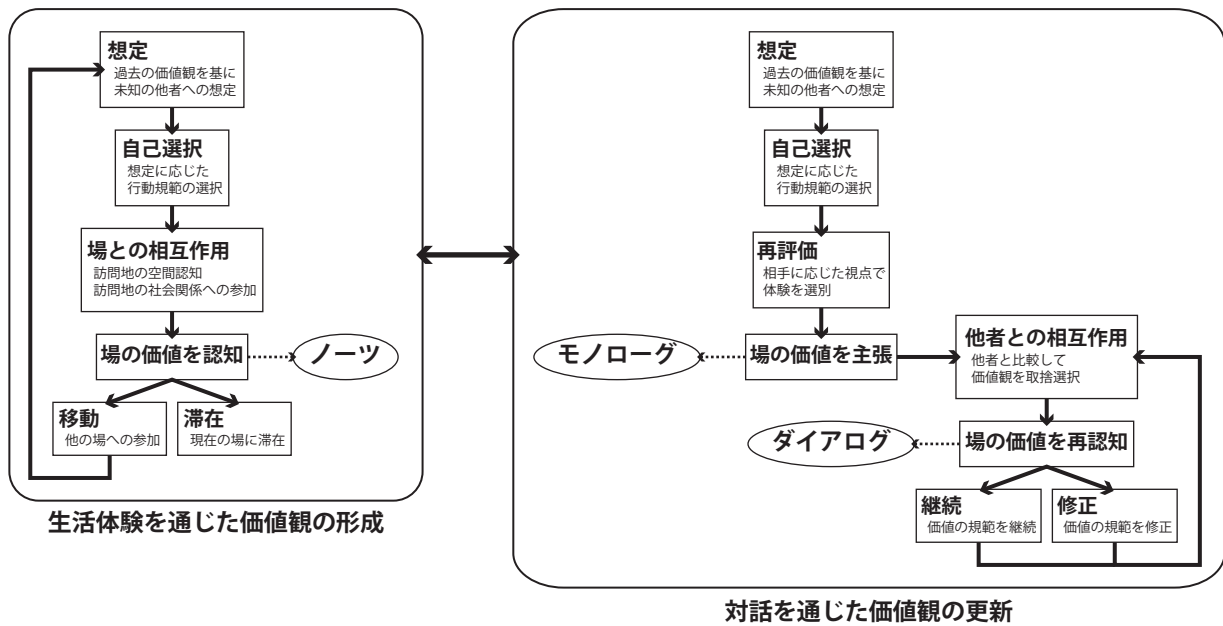 想定
過去の価値観を基に
未知の他者への想定
自己選択
想定に応じた
行動規範の選択
場との相互作用
訪問地の空間認知
訪問地の社会関係への参加
場の価値を認知
ノーツ
移動
他の場への参加
滞在
現在の場に滞在
生活体験を通じた価値観の形成
想定
過去の価値観を基に
未知の他者への想定
自己選択
想定に応じた
行動規範の選択
再評価
相手に応じた視点で
体験を選別
モノローグ
場の価値を主張
他者との相互作用
他者と比較して
価値観を取捨選択
ダイアログ
場の価値を再認知
継続
価値の規範を継続
修正
価値の規範を修正
対話を通じた価値観の更新